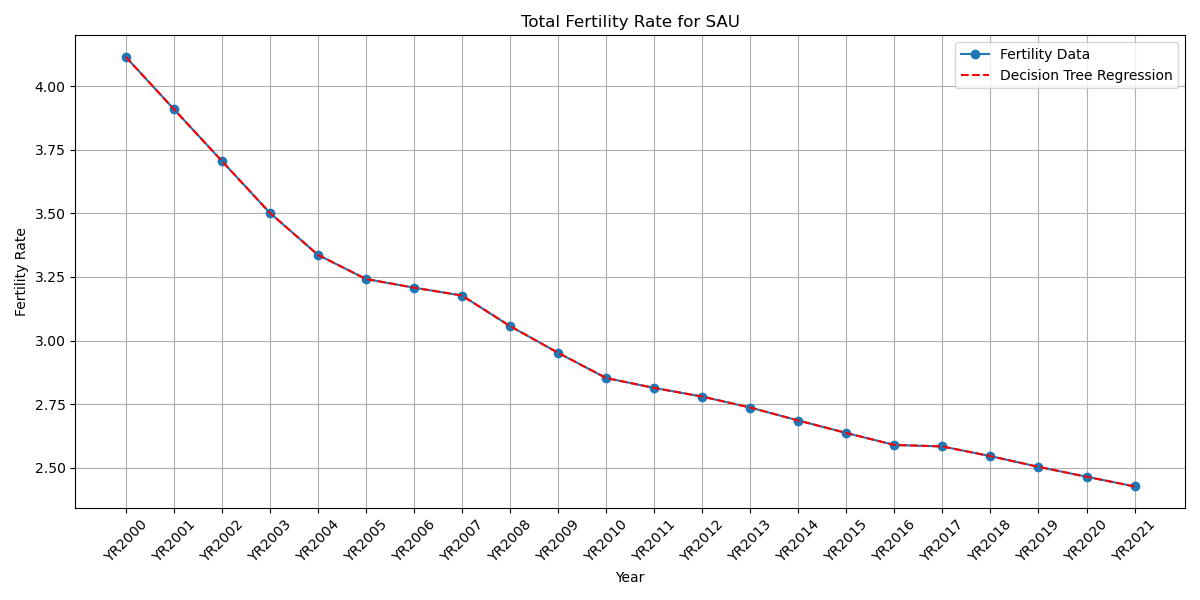 Total Fertility Rate for SAU
Fertility Data
Decision Tree Regression
Fertility Rate
4.00
3.75
3.50
3.25
3.00
2.75
2.50
YR2000
YR2001
YR2002
YR2003
YR2004
YR2005
YR2006
YR2007
YR2008
YR2009
YR2010
YR2011
YR2012
YR2013
YR2014
YR2015
YR2016
YR2017
YR2018
YR2019
YR2020
YR2021
Year